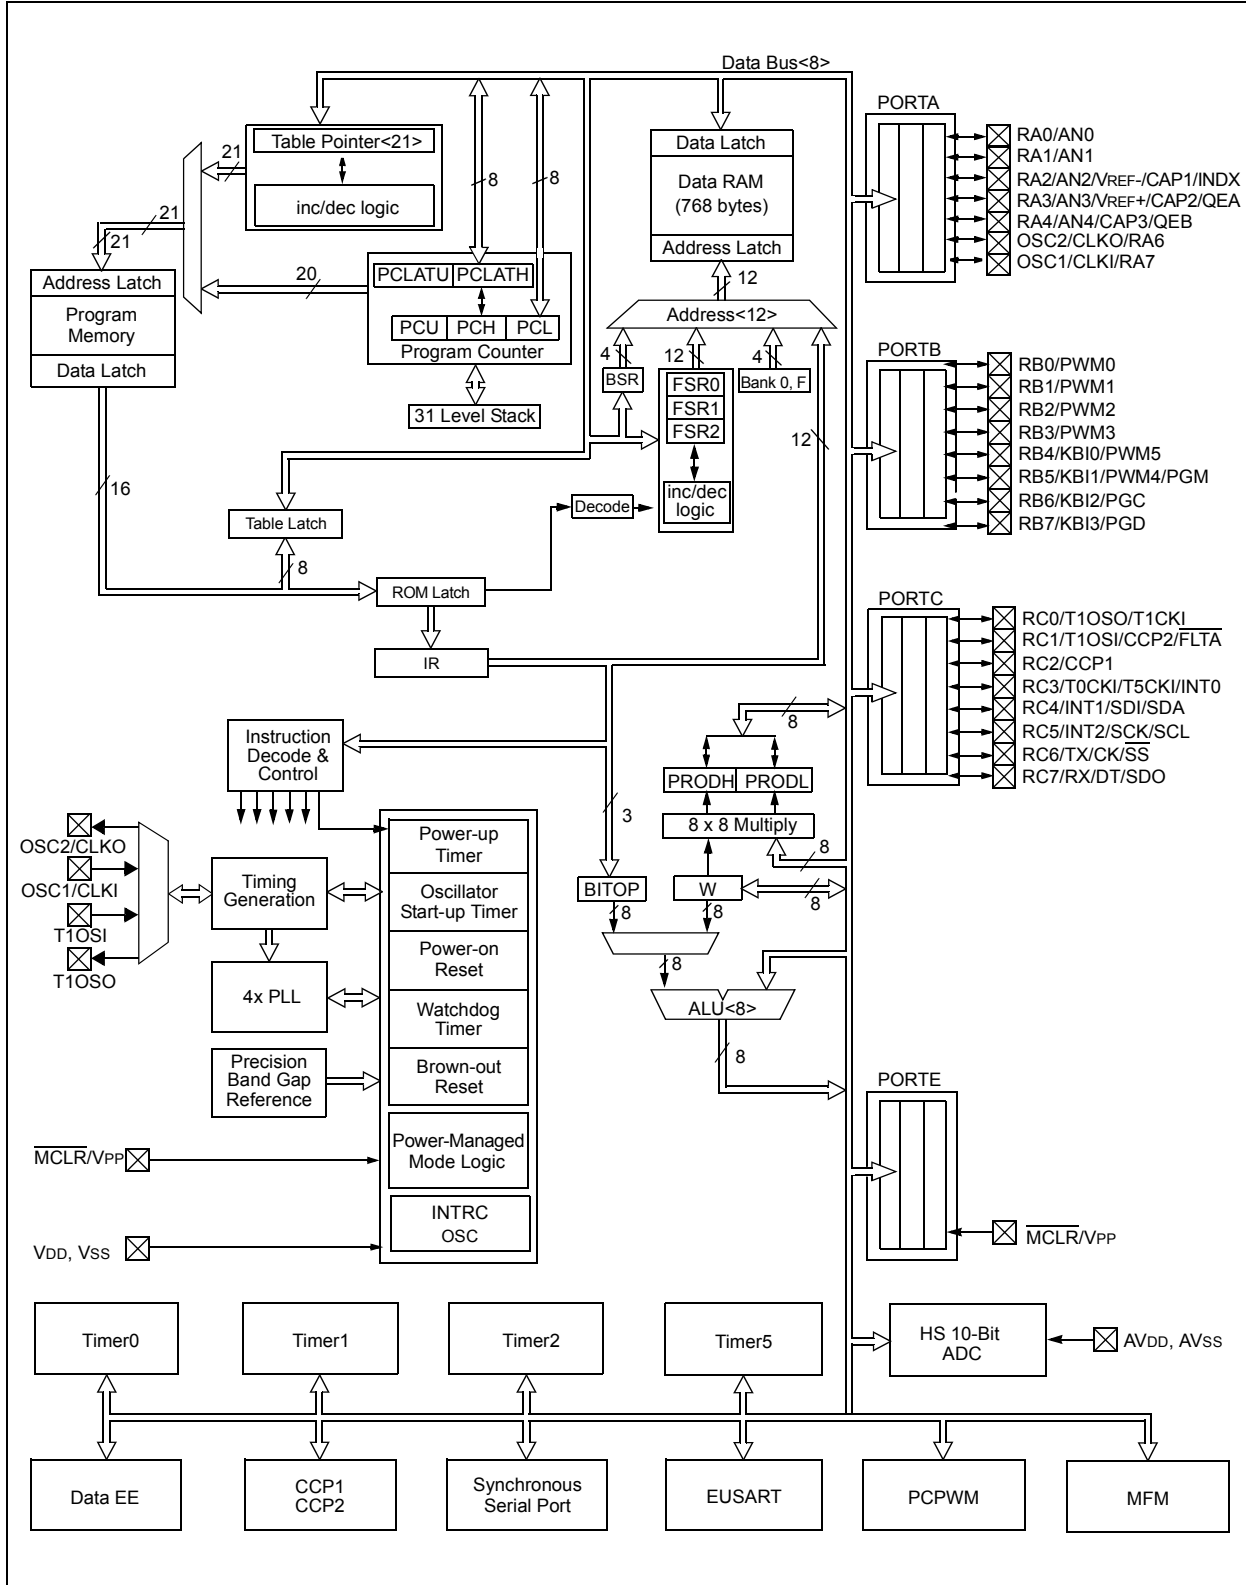 Data Bus<8>
21
Table Pointer<21>
inc/dec logic
8
8
21
21
Address Latch
Program
Memory
Data Latch
20
PCLATU
PCLATH
PCU
PCH
PCL
Program Counter
31 Level Stack
Data Latch
Data RAM
(768 bytes)
Address Latch
12
Address<12>
4
12
4
BSR
FSR0
FSR1
FSR2
Bank 0, F
inc/dec
logic
12
16
Table Latch
8
Decode
ROM Latch
IR
PORTA
RA0/AN0
RA1/AN1
RA2/AN2/VREF-/CAP1/INDX
RA3/AN3/VREF+/CAP2/QEA
RA4/AN4/CAP3/QEB
OSC2/CLKO/RA6
OSC1/CLKI/RA7
PORTB
RB0/PWM0
RB1/PWM1
RB2/PWM2
RB3/PWM3
RB4/KBI0/PWM5
RB5/KBI1/PWM4/PGM
RB6/KBI2/PGC
RB7/KBI3/PGD
PORTC
RC0/T1OSO/T1CKI
RC1/T1OSI/CCP2/FLTA
RC2/CCP1
RC3/T0CKI/T5CKI/INT0
RC4/INT1/SDI/SDA
RC5/INT2/SCK/SCL
RC6/TX/CK/SS
RC7/RX/DT/SDO
Instruction
Decode &
Control
OSC2/CLKO
OSC1/CLKI
T1OSI
T1OSO
Timing
Generation
4x PLL
Precision
Band Gap
Reference
Power-up
Timer
Oscillator
Start-up Timer
Power-on
Reset
Watchdog
Timer
Brown-out
Reset
Power-Managed
Mode Logic
INTRC
OSC
MCLR/VPP
VDD, VSS
3
8
PRODH
PRODL
8 x 8 Multiply
8
BITOP
W
8
8
8
8
ALU<8>
8
PORTE
MCLR/VPP
Timer0
Timer1
Timer2
Timer5
HS 10-Bit
ADC
AVDD, AVSS
Data EE
CCP1
CCP2
Synchronous
Serial Port
EUSART
PCPWM
MFM